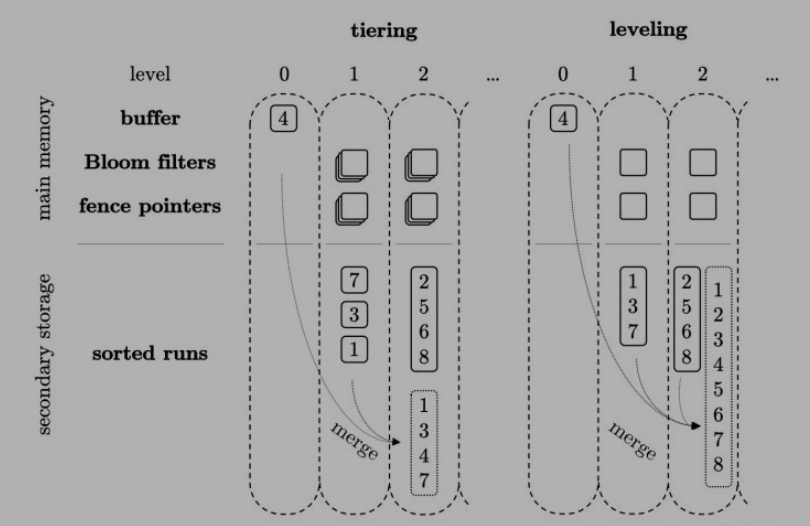 tiering leveling
level 0 1 2 ... 0 1 2 ...
main memory
buffer 4 4
Bloom filters
fence pointers
secondary storage
sorted runs
7
3
1
2
5
6
8
1
3
4
7
merge
1
3
7
2
5
6
8
1
2
3
4
5
6
7
8
merge